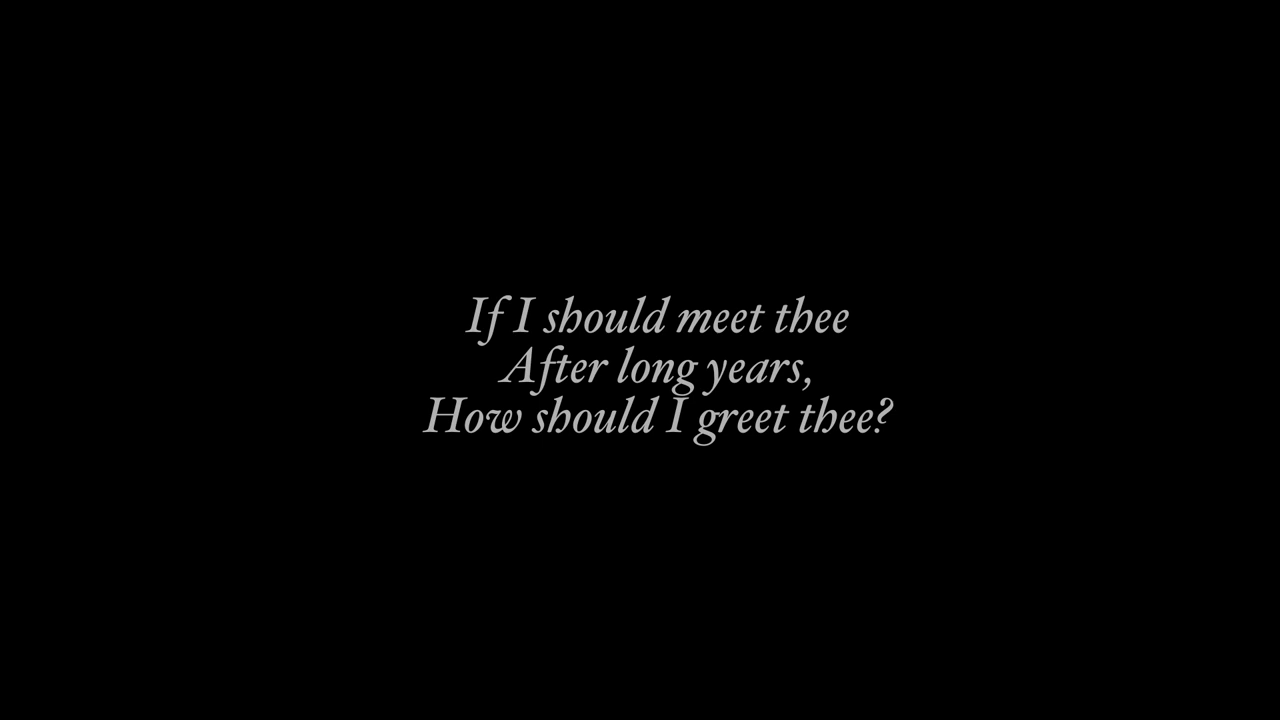 If I should meet thee
After long years,
How should I greet thee?